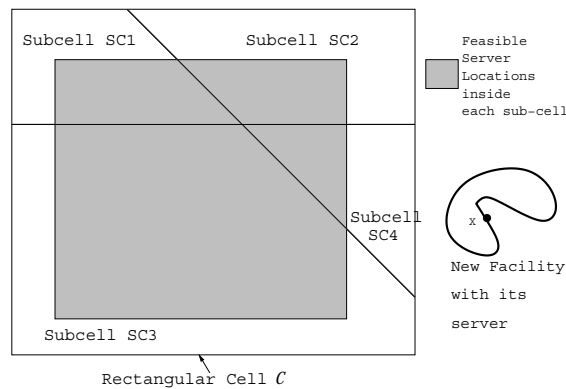 Subcell SC1
Subcell SC2
Feasible
Server
Locations
inside
each sub-cell
Subcell
SC4
X
New Facility
with its
server
Subcell SC3
Rectangular Cell C